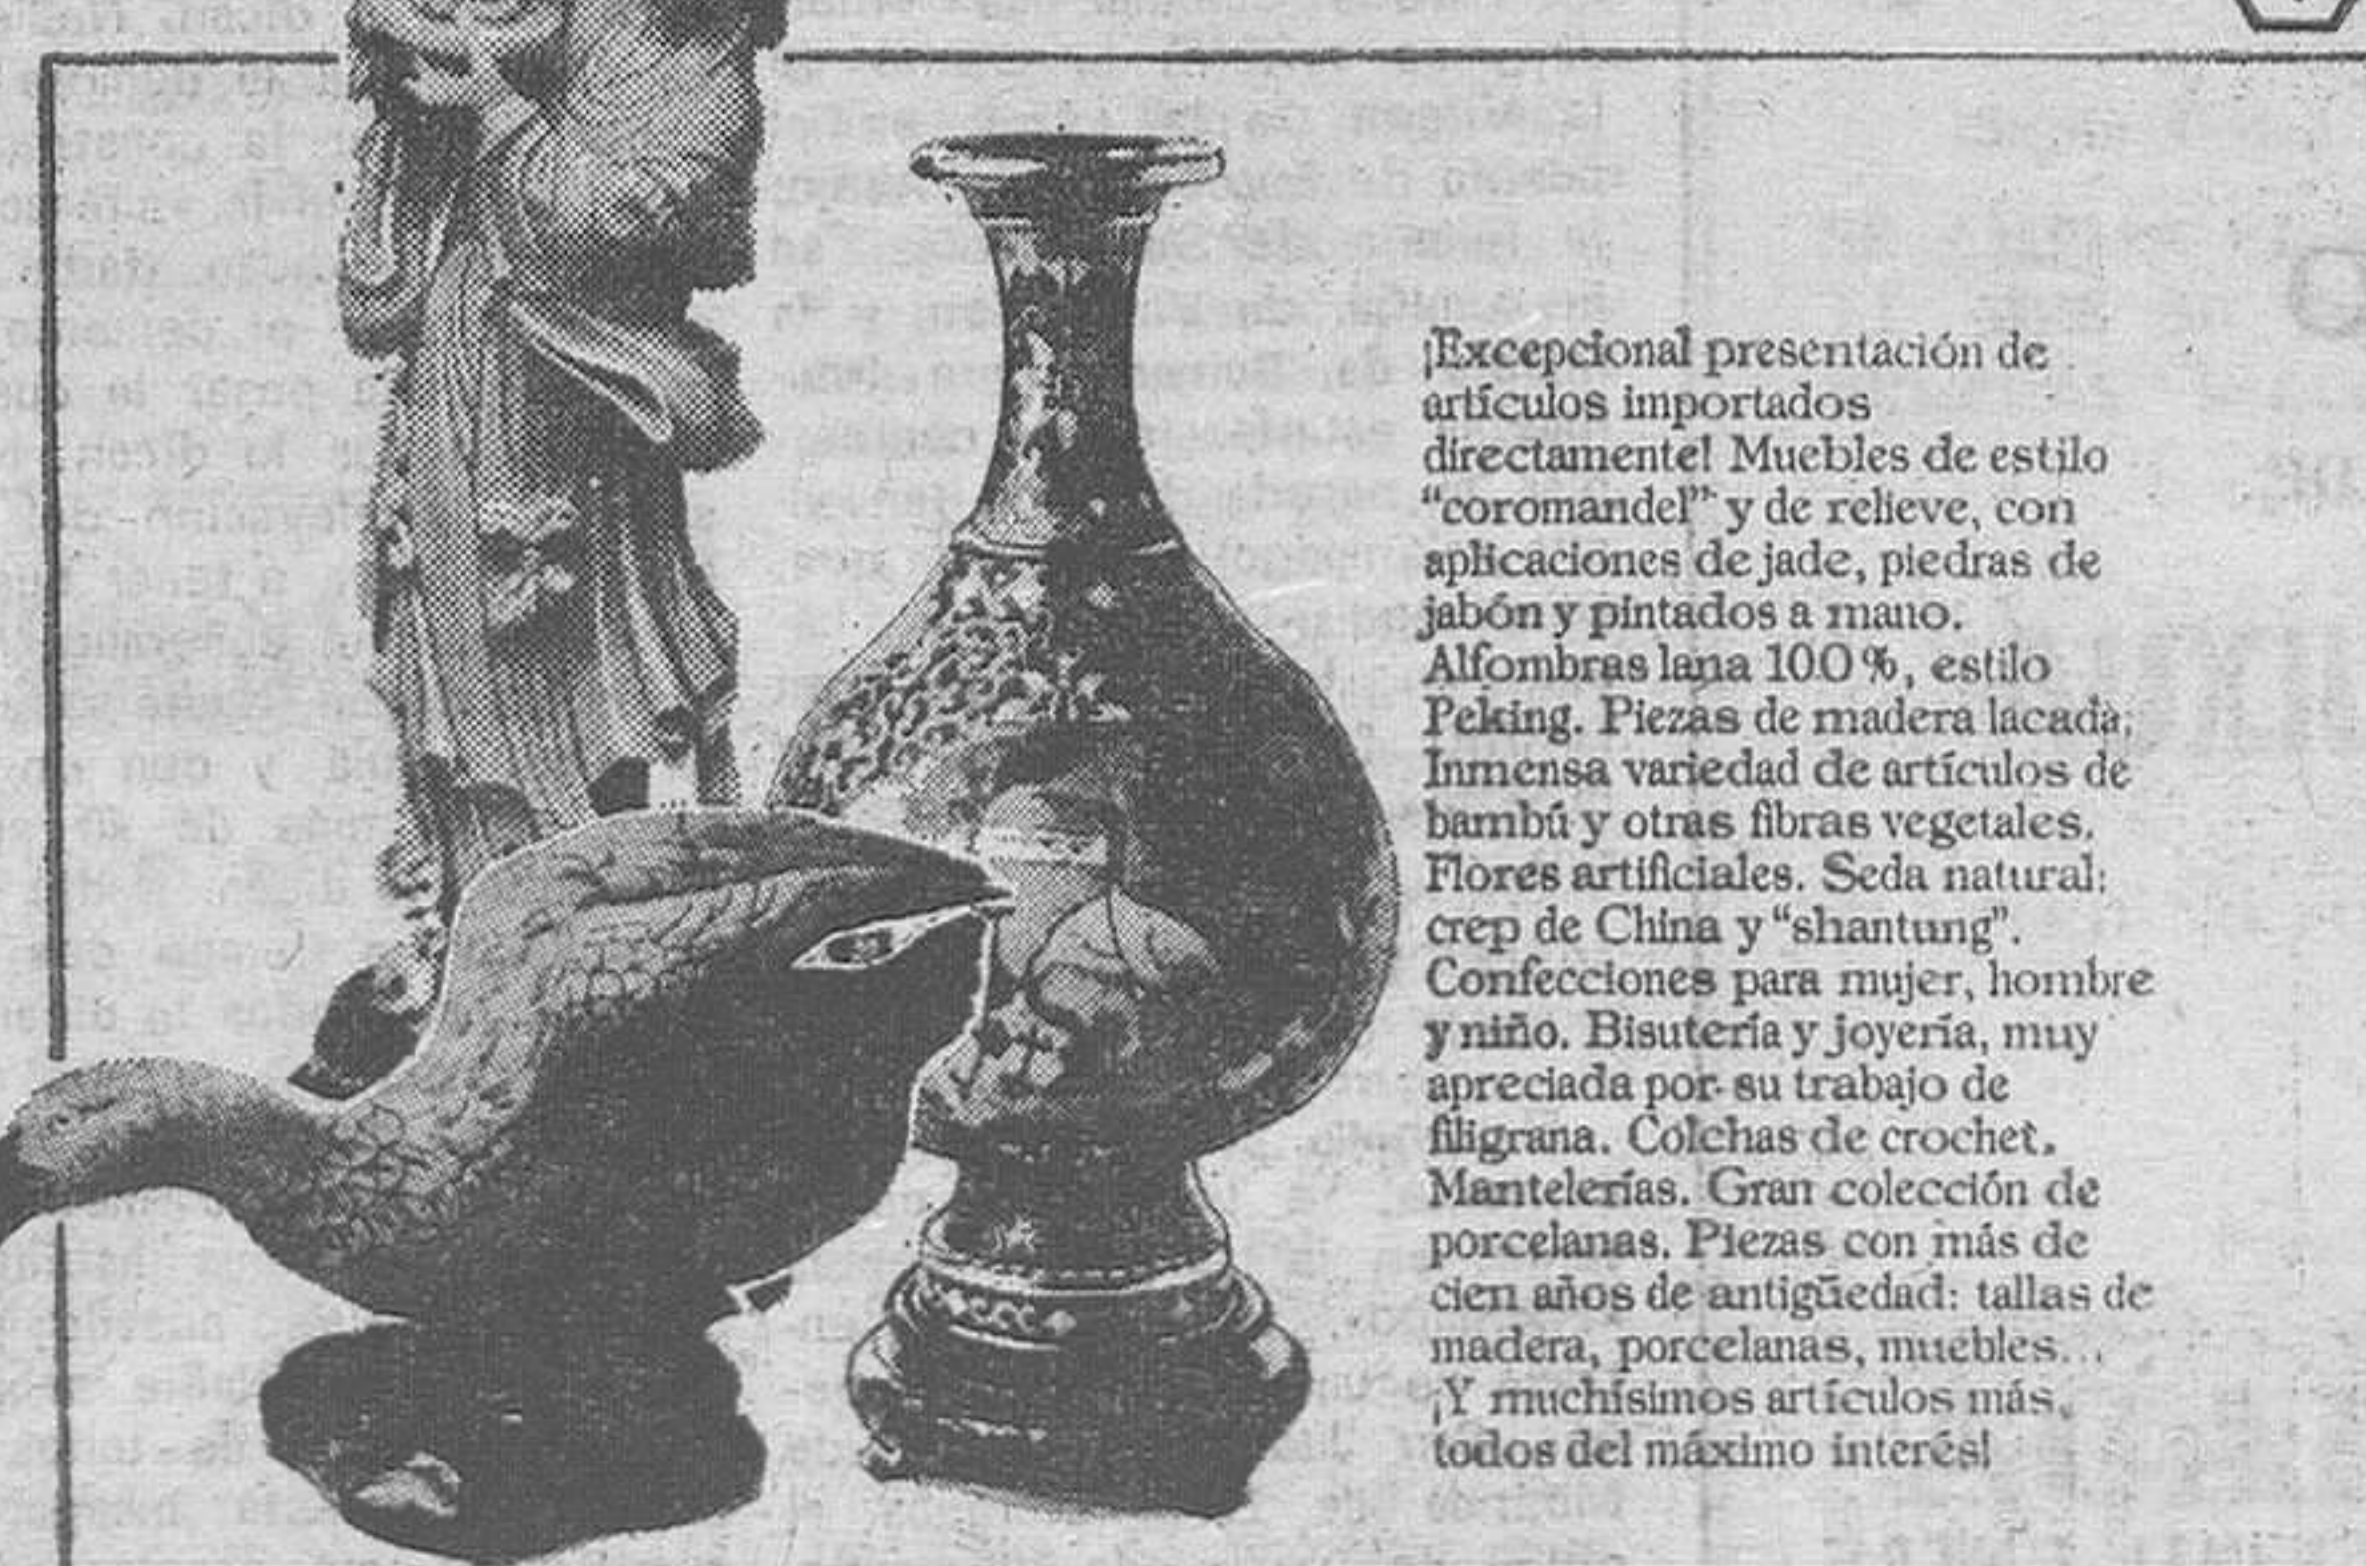 ¡Excepcional presentación de
artículos importados
directamente! Muebles de estilo
“coromandel” y de relieve, con
aplicaciones de jade, piedras de
jabón y pintados a mano.
Alfombras lana 100%, estilo
Peking. Piezas de madera lacada;
Inmensa variedad de artículos de
bambú y otras fibras vegetales.
Flores artificiales. Seda natural:
crep de China y “shantung”.
Confecciones para mujer, hombre
y niño. Bisutería y joyería, muy
apreciada por su trabajo de
filigrana. Colchas de crochet.
Mantelerías. Gran colección de
porcelanas. Piezas con más de
cien años de antigüedad: tallas de
madera, porcelanas, muebles...
¡Y muchísimos artículos más,
todos del máximo interés!